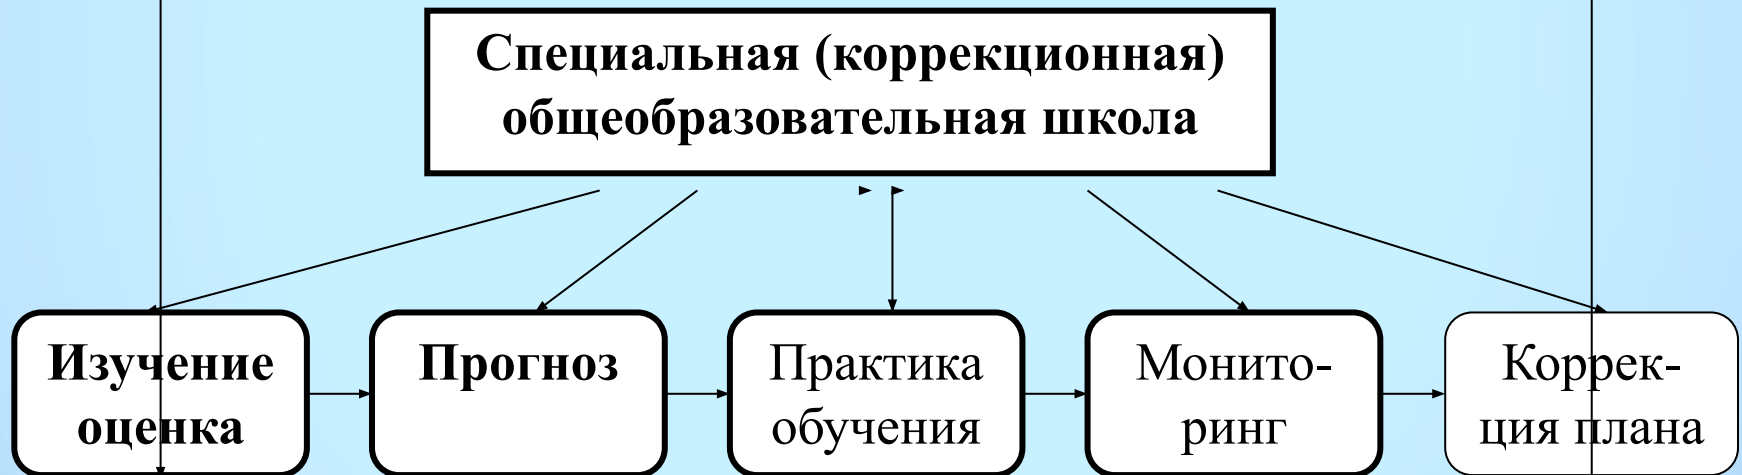 Специальная (коррекционная)
общеобразовательная школа
Изучение
оценка
Прогноз
Практика
обучения
Монито-
ринг
Коррек-
ция плана